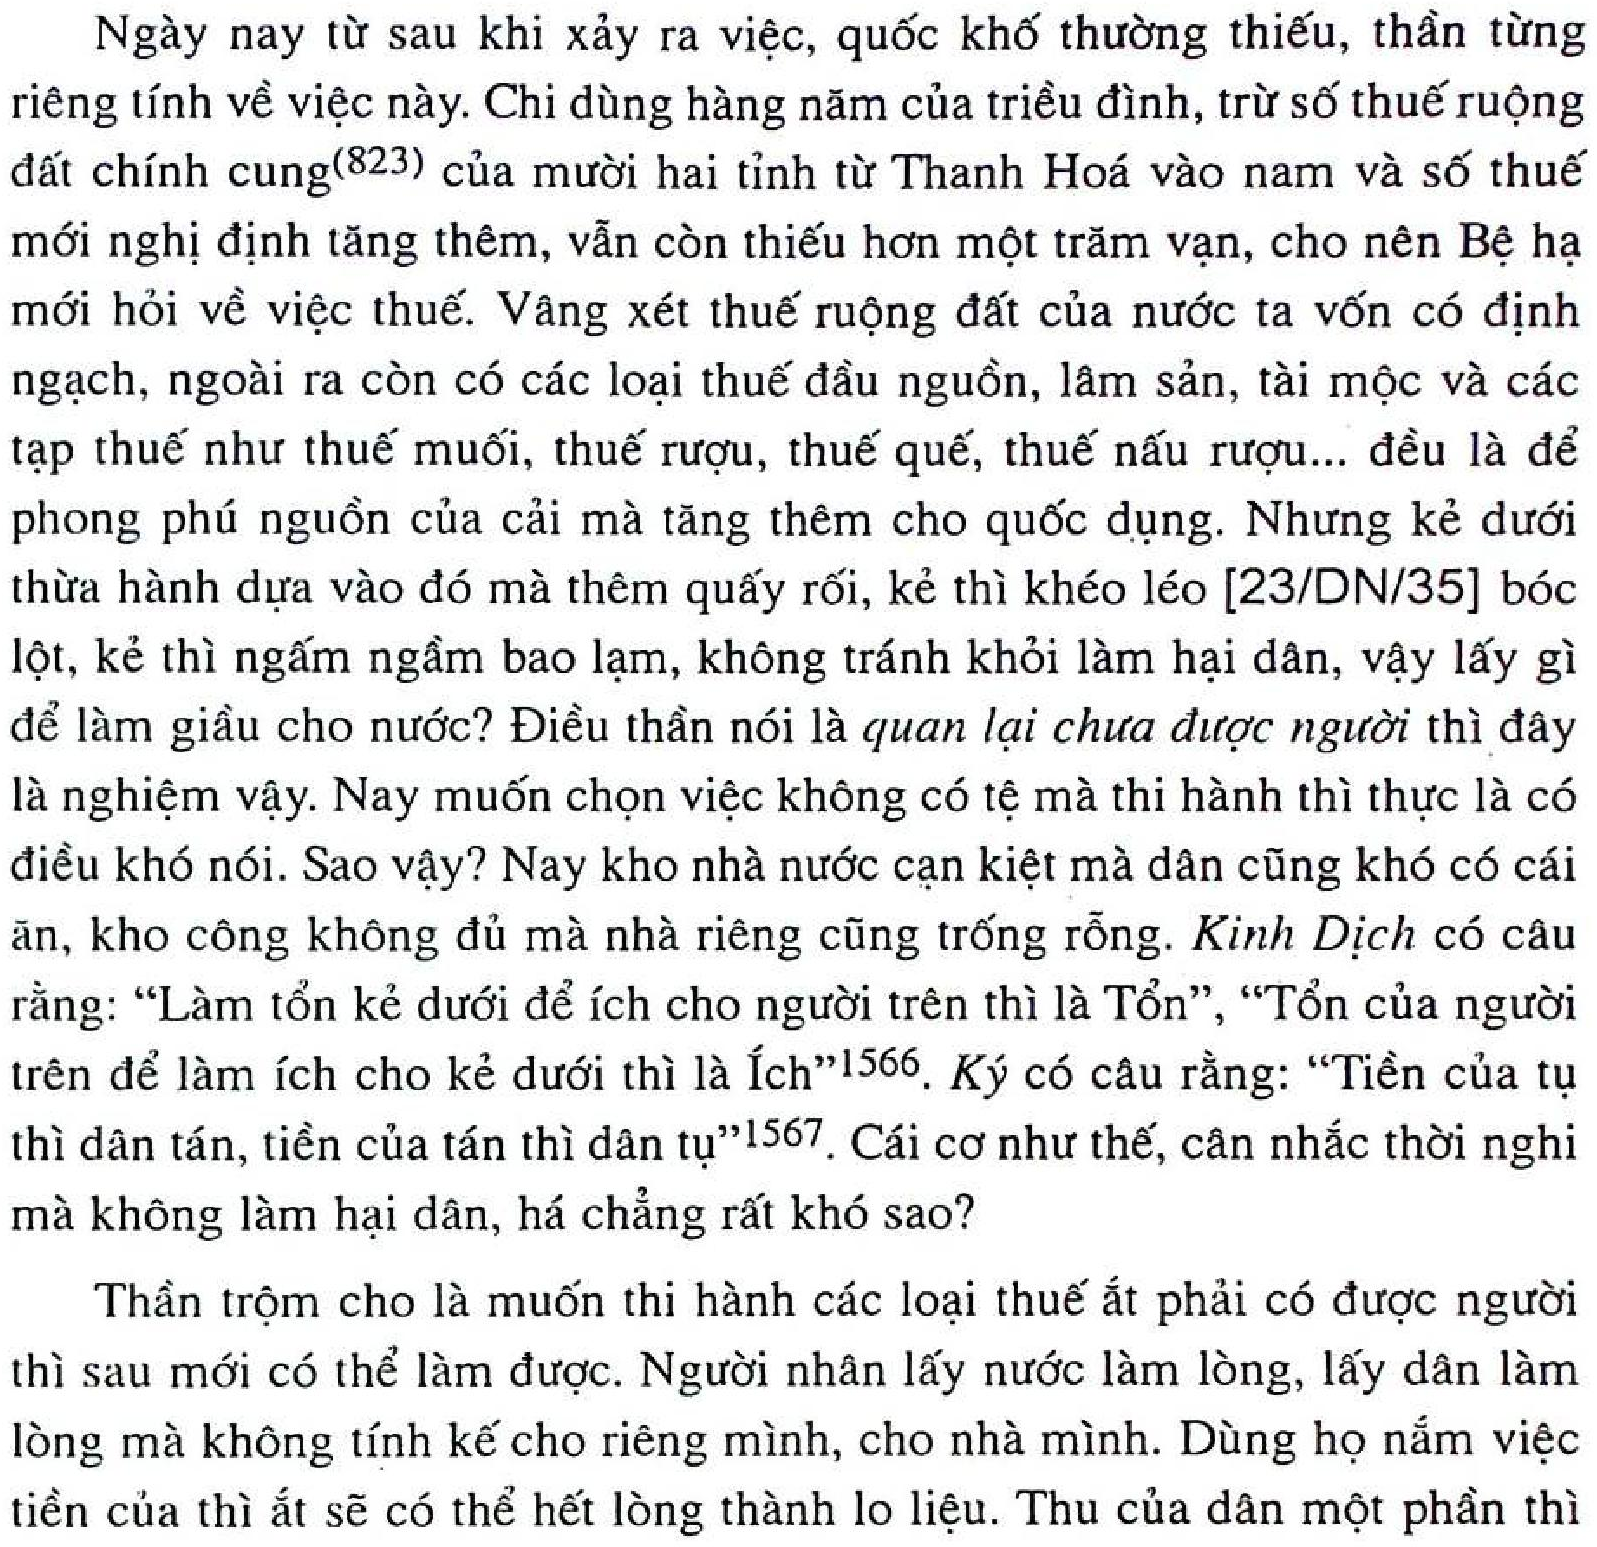 Ngày nay từ sau khi xảy ra việc, quốc khố thường thiếu, thần từng
riêng tính về việc này. Chi dùng hàng năm của triều đình, trừ số thuế ruộng
đất chính cung(823) của mười hai tỉnh từ Thanh Hoá vào nam và số thuế
mới nghị định tăng thêm, vẫn còn thiếu hơn một trăm vạn, cho nên Bệ hạ
mới hỏi về việc thuế. Vâng xét thuế ruộng đất của nước ta vốn có định
ngạch, ngoài ra còn có các loại thuế đầu nguồn, lâm sản, tài mộc và các
tạp thuế như thuế muối, thuế rượu, thuế quế, thuế nấu rượu... đều là để
phong phú nguồn của cải mà tăng thêm cho quốc dụng. Nhưng kẻ dưới
thừa hành dựa vào đó mà thêm quấy rối, kẻ thì khéo léo [23/DN/35] bóc
lột, kẻ thì ngấm ngầm bao lạm, không tránh khỏi làm hại dân, vậy lấy gì
để làm giầu cho nước? Điều thần nói là quan lại chưa được người thì đây
là nghiệm vậy. Nay muốn chọn việc không có tệ mà thi hành thì thực là có
điều khó nói. Sao vậy? Nay kho nhà nước cạn kiệt mà dân cũng khó có cái
ăn, kho công không đủ mà nhà riêng cũng trống rỗng. Kinh Dịch có câu
rằng: “Làm tổn kẻ dưới để ích cho người trên thì là Tổn”, “Tổn của người
trên để làm ích cho kẻ dưới thì là Ích”1566. Ký có câu rằng: “Tiền của tụ
thì dân tán, tiền của tán thì dân tụ”1567. Cái cơ như thế, cân nhắc thời nghi
mà không làm hại dân, há chẳng rất khó sao?
Thần trộm cho là muốn thi hành các loại thuế ắt phải có được người
thì sau mới có thể làm được. Người nhân lấy nước làm lòng, lấy dân làm
lòng mà không tính kế cho riêng mình, cho nhà mình. Dùng họ nắm việc
tiền của thì ắt sẽ có thể hết lòng thành lo liệu. Thu của dân một phần thì